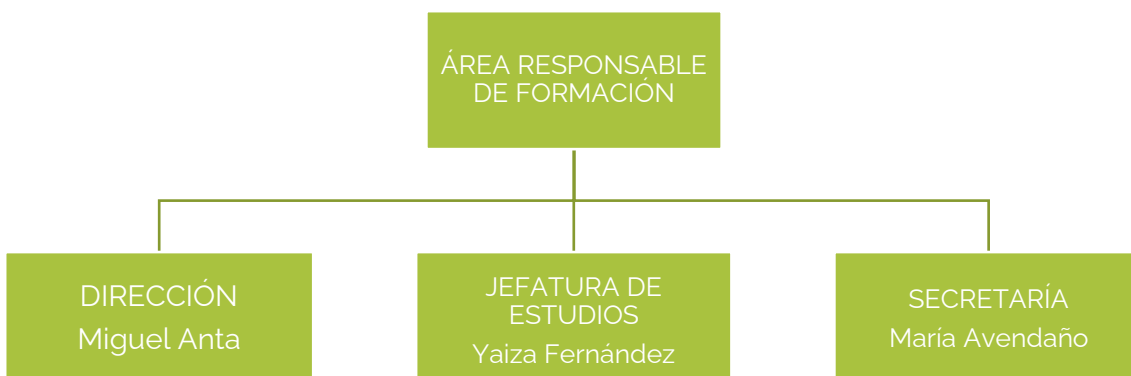 ÁREA RESPONSABLE
DE FORMACIÓN
DIRECCIÓN
Miguel Anta
JEFATURA DE
ESTUDIOS
Yaiza Fernández
SECRETARÍA
María Avendaño